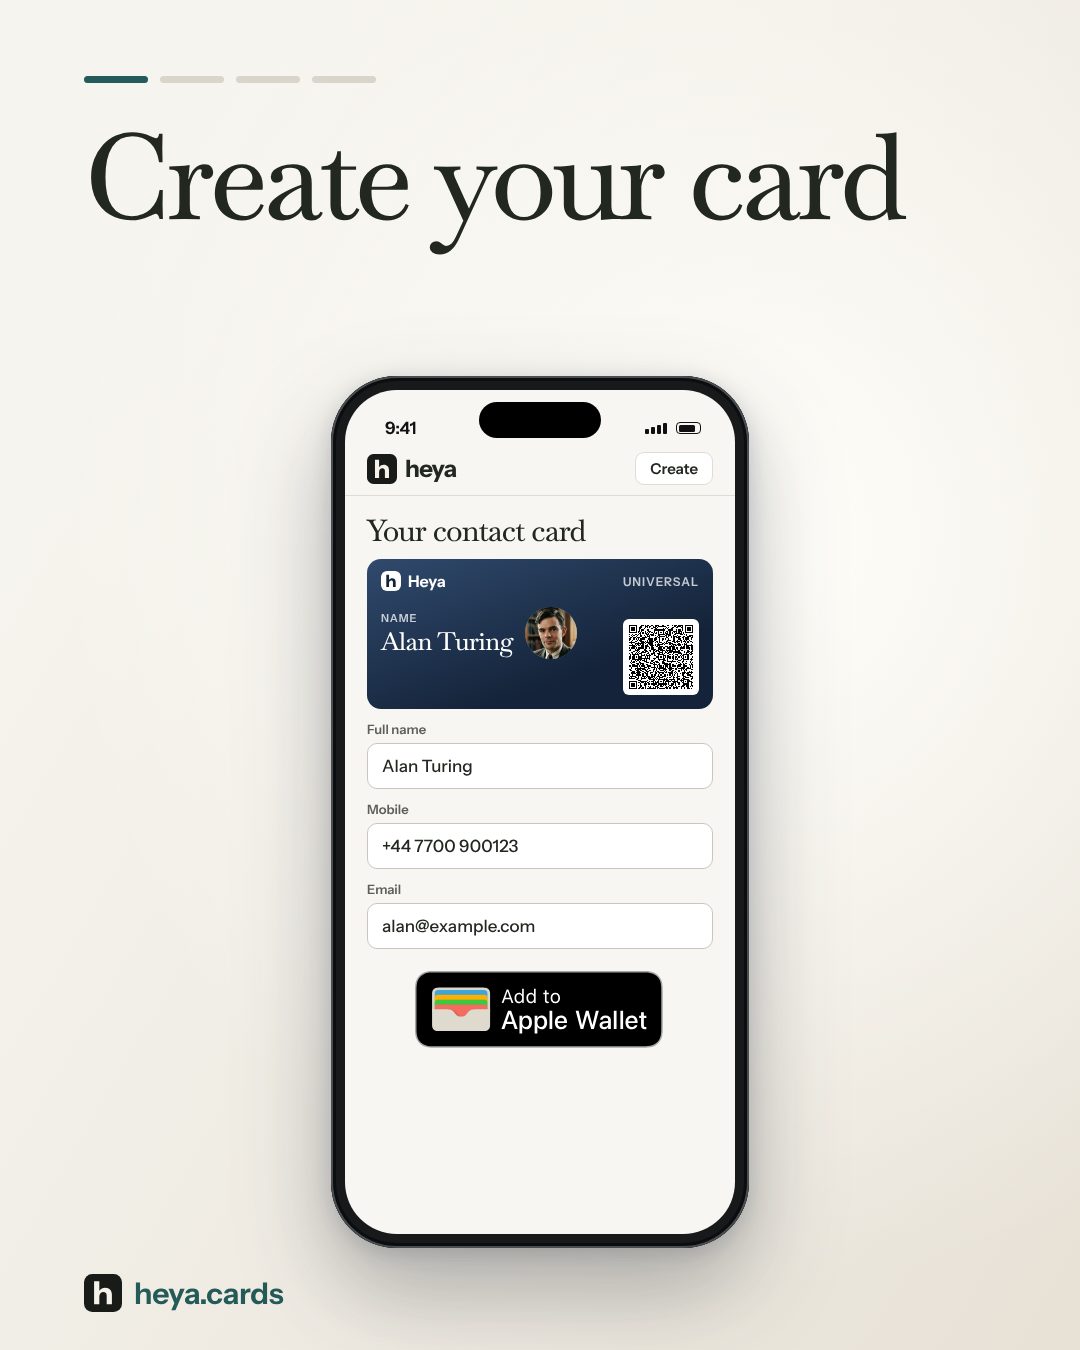 Create your card
9:41
h heya
Create
Your contact card
h Heya
UNIVERSAL
NAME
Alan Turing
Full name
Alan Turing
Mobile
+44 7700 900123
Email
alan@example.com
Add to
Apple Wallet
h heya.cards